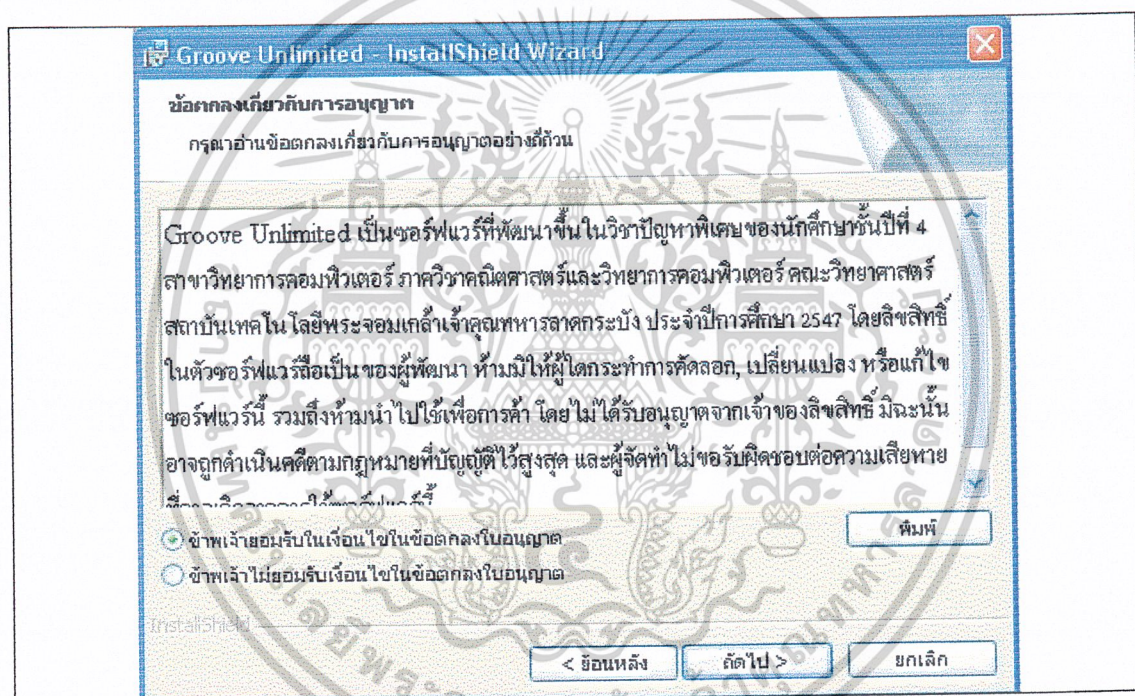 Groove Unlimited - InstallShield Wizard
ข้อตกลงเกี่ยวกับการอนุญาต
กรุณาอ่านข้อตกลงเกี่ยวกับการอนุญาตอย่างถี่ถ้วน
Groove Unlimited เป็นซอร์ฟแวร์ที่พัฒนาขึ้นในวิชาปัญหาพิเศษของนักศึกษาชั้นปีที่ 4
สาขาวิทยาการคอมพิวเตอร์ ภาควิชาคณิตศาสตร์และวิทยาการคอมพิวเตอร์ คณะวิทยาศาสตร์
สถาบันเทคโนโลยีพระจอมเกล้าเจ้าคุณทหารลาดกระบัง ประจำปีการศึกษา 2547 โดยลิขสิทธิ์
ในตัวซอร์ฟแวร์ถือเป็นของผู้พัฒนา ห้ามมิให้ผู้ใดกระทำการคัดลอก, เปลี่ยนแปลง หรือแก้ไข
ซอร์ฟแวร์นี้ รวมถึงห้ามนำไปใช้เพื่อการค้า โดยไม่ได้รับอนุญาตจากเจ้าของลิขสิทธิ์ มิฉะนั้น
อาจถูกดำเนินคดีตามกฎหมายที่บัญญัติไว้สูงสุด และผู้จัดทำไม่ขอรับผิดชอบต่อความเสียหาย
ข้าพเจ้ายอมรับในเงื่อนไขในข้อตกลงใบอนุญาต
พิมพ์
ข้าพเจ้าไม่ยอมรับเงื่อนไขในข้อตกลงใบอนุญาต
InstallShield
< ย้อนหลัง
ถัดไป >
ยกเลิก